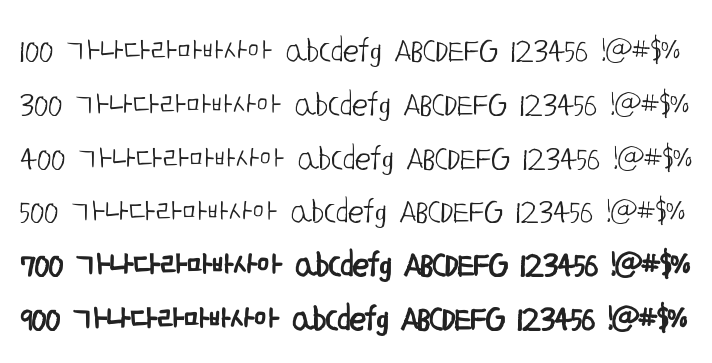 100 가나다라마바사아 abcdefg ABCDEFG 123456 !@#$%
300 가나다라마바사아 abcdefg ABCDEFG 123456 !@#$%
400 가나다라마바사아 abcdefg ABCDEFG 123456 !@#$%
500 가나다라마바사아 abcdefg ABCDEFG 123456 !@#$%
700 가나다라마바사아 abcdefg ABCDEFG 123456 !@#$%
900 가나다라마바사아 abcdefg ABCDEFG 123456 !@#$%